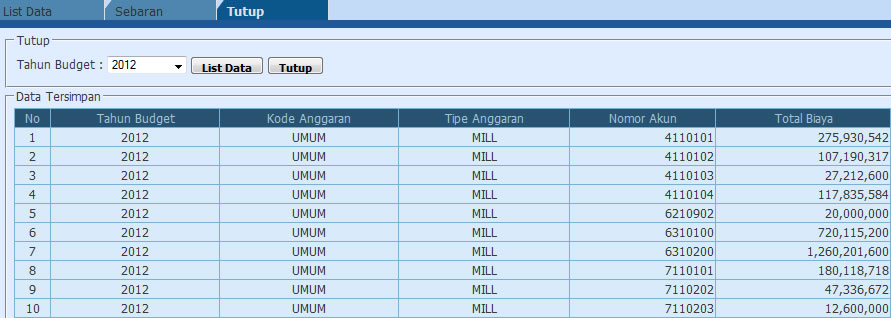 List Data Sebaran Tutup
Tutup
Tahun Budget : 2012 List Data Tutup
Data Tersimpan
No Tahun Budget Kode Anggaran Tipe Anggaran Nomor Akun Total Biaya
1 2012 UMUM MILL 4110101 275,930,542
2 2012 UMUM MILL 4110102 107,190,317
3 2012 UMUM MILL 4110103 27,212,600
4 2012 UMUM MILL 4110104 117,835,584
5 2012 UMUM MILL 6210902 20,000,000
6 2012 UMUM MILL 6310100 720,115,200
7 2012 UMUM MILL 6310200 1,260,201,600
8 2012 UMUM MILL 7110101 180,118,718
9 2012 UMUM MILL 7110202 47,336,672
10 2012 UMUM MILL 7110203 12,600,000